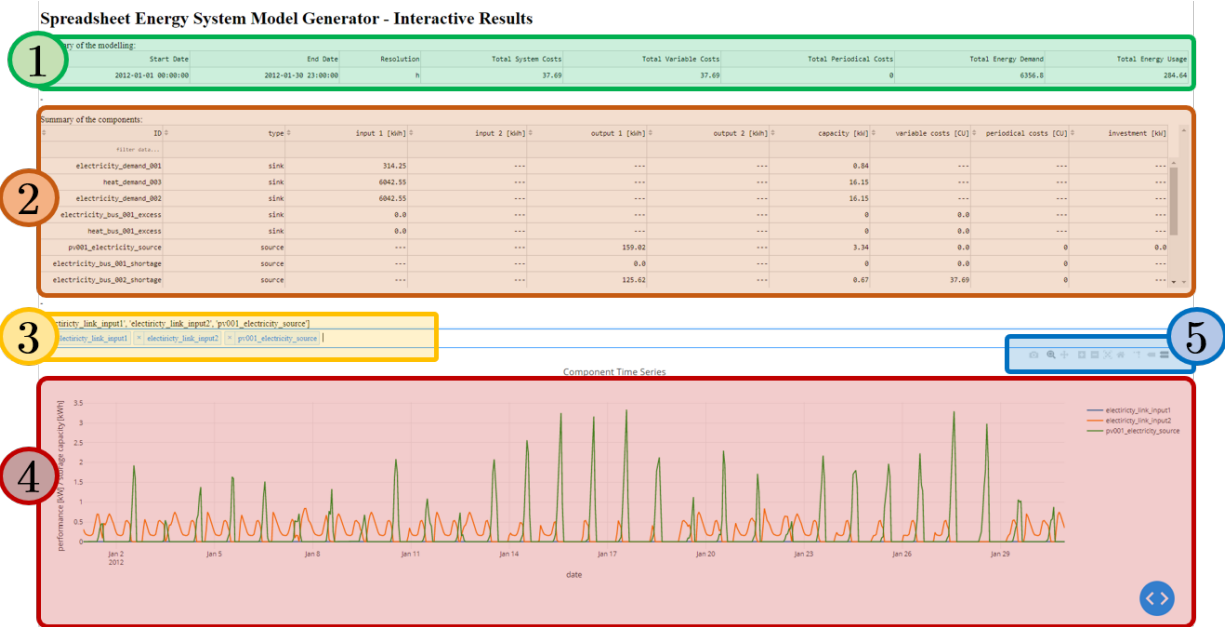 Spreadsheet Energy System Model Generator - Interactive Results
1
ry of the modelling:
Start Date End Date Resolution Total System Costs Total Variable Costs Total Periodical Costs Total Energy Demand Total Energy Usage
2012-01-01 00:00:00 2012-01-30 23:00:00 h 37.69 37.69 0 6356.8 284.64
2
Summary of the components:
ID type input 1 [kWh] input 2 [kWh] output 1 [kWh] output 2 [kWh] capacity [kW] variable costs [CU] periodical costs [CU] investment [kW]
filter data...
electricity_demand_001 sink 314.25 --- --- --- 0.84 --- --- ---
heat_demand_003 sink 6042.55 --- --- --- 16.15 --- --- ---
electricity_demand_002 sink 6042.55 --- --- --- 16.15 --- --- ---
electricity_bus_001_excess sink 0.0 --- --- --- 0 0.0 --- ---
heat_bus_001_excess sink 0.0 --- --- --- 0 0.0 --- ---
pv001_electricity_source source --- --- 159.02 --- 3.34 0.0 0 0.0
electricity_bus_001_shortage source --- --- 0.0 --- 0 0.0 0 ---
electricity_bus_002_shortage source --- --- 125.62 --- 0.67 37.69 0 ---
3
ctiricty_link_input1', 'electiricty_link_input2', 'pv001_electricity_source']
electiricty_link_input1 × electiricty_link_input2 × pv001_electricity_source
5
Component Time Series
4
performance [kW] / storage capacity [kWh]
3.5
3
2.5
2
1.5
1
0.5
0
electiricty_link_input1
electiricty_link_input2
pv001_electricity_source
Jan 2 Jan 5 Jan 8 Jan 11 Jan 14 Jan 17 Jan 20 Jan 23 Jan 26 Jan 29
2012
date